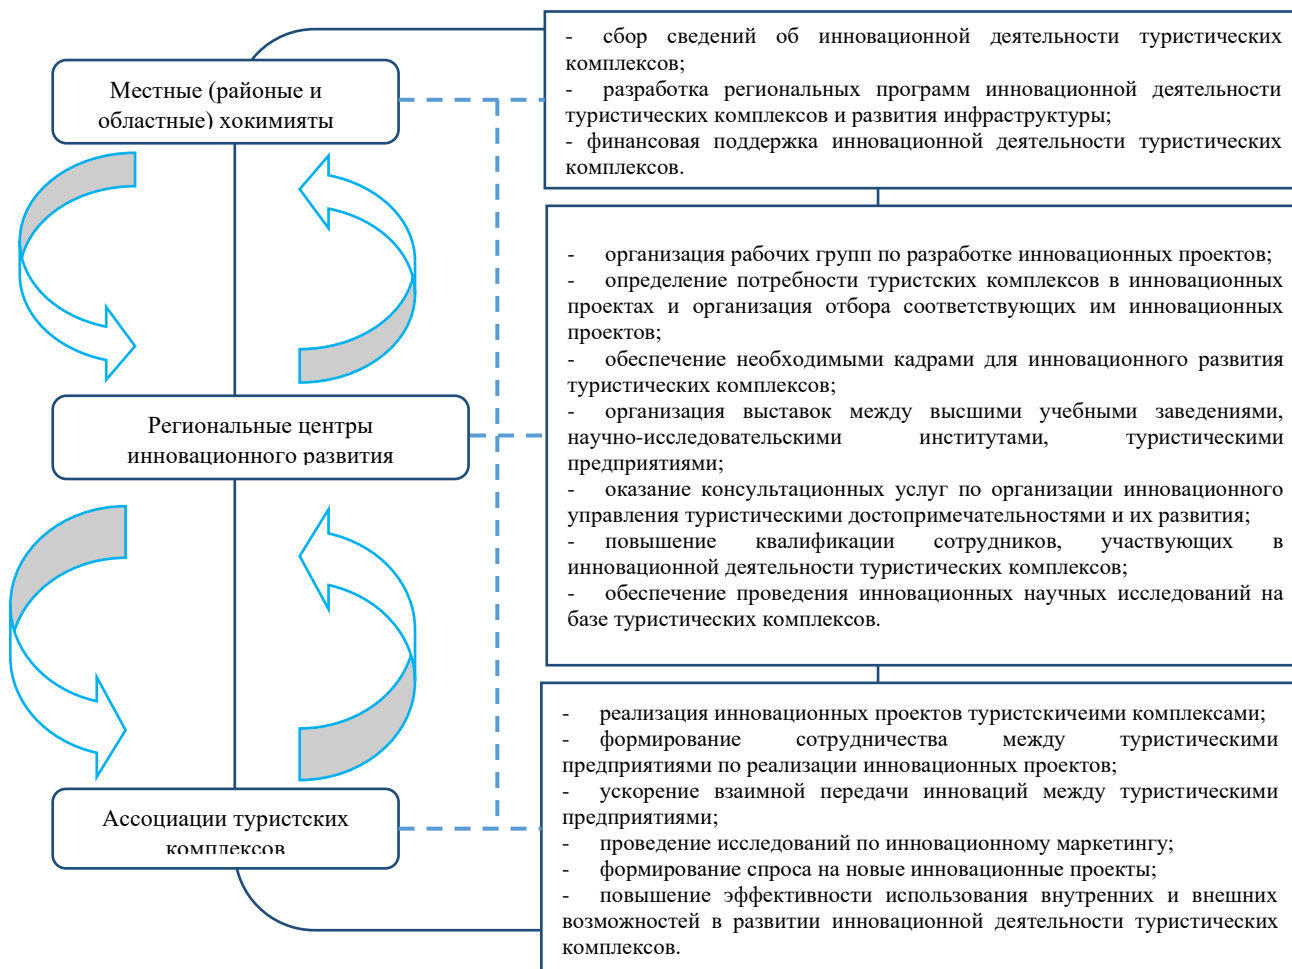 Местные (районые и
областные) хокимияты
- сбор сведений об инновационной деятельности туристических
комплексов;
- разработка региональных программ инновационной деятельности
туристических комплексов и развития инфраструктуры;
- финансовая поддержка инновационной деятельности туристических
комплексов.
Региональные центры
инновационного развития
- организация рабочих групп по разработке инновационных проектов;
- определение потребности туристских комплексов в инновационных
проектах и организация отбора соответствующих им инновационных
проектов;
- обеспечение необходимыми кадрами для инновационного развития
туристических комплексов;
- организация выставок между высшими учебными заведениями,
научно-исследовательскими институтами, туристическими
предприятиями;
- оказание консультационных услуг по организации инновационного
управления туристическими достопримечательностями и их развития;
- повышение квалификации сотрудников, участвующих в
инновационной деятельности туристических комплексов;
- обеспечение проведения инновационных научных исследований на
базе туристических комплексов.
Ассоциации туристских
комплексов
- реализация инновационных проектов туристскичеими комплексами;
- формирование сотрудничества между туристическими
предприятиями по реализации инновационных проектов;
- ускорение взаимной передачи инноваций между туристическими
предприятиями;
- проведение исследований по инновационному маркетингу;
- формирование спроса на новые инновационные проекты;
- повышение эффективности использования внутренних и внешних
возможностей в развитии инновационной деятельности туристических
комплексов.